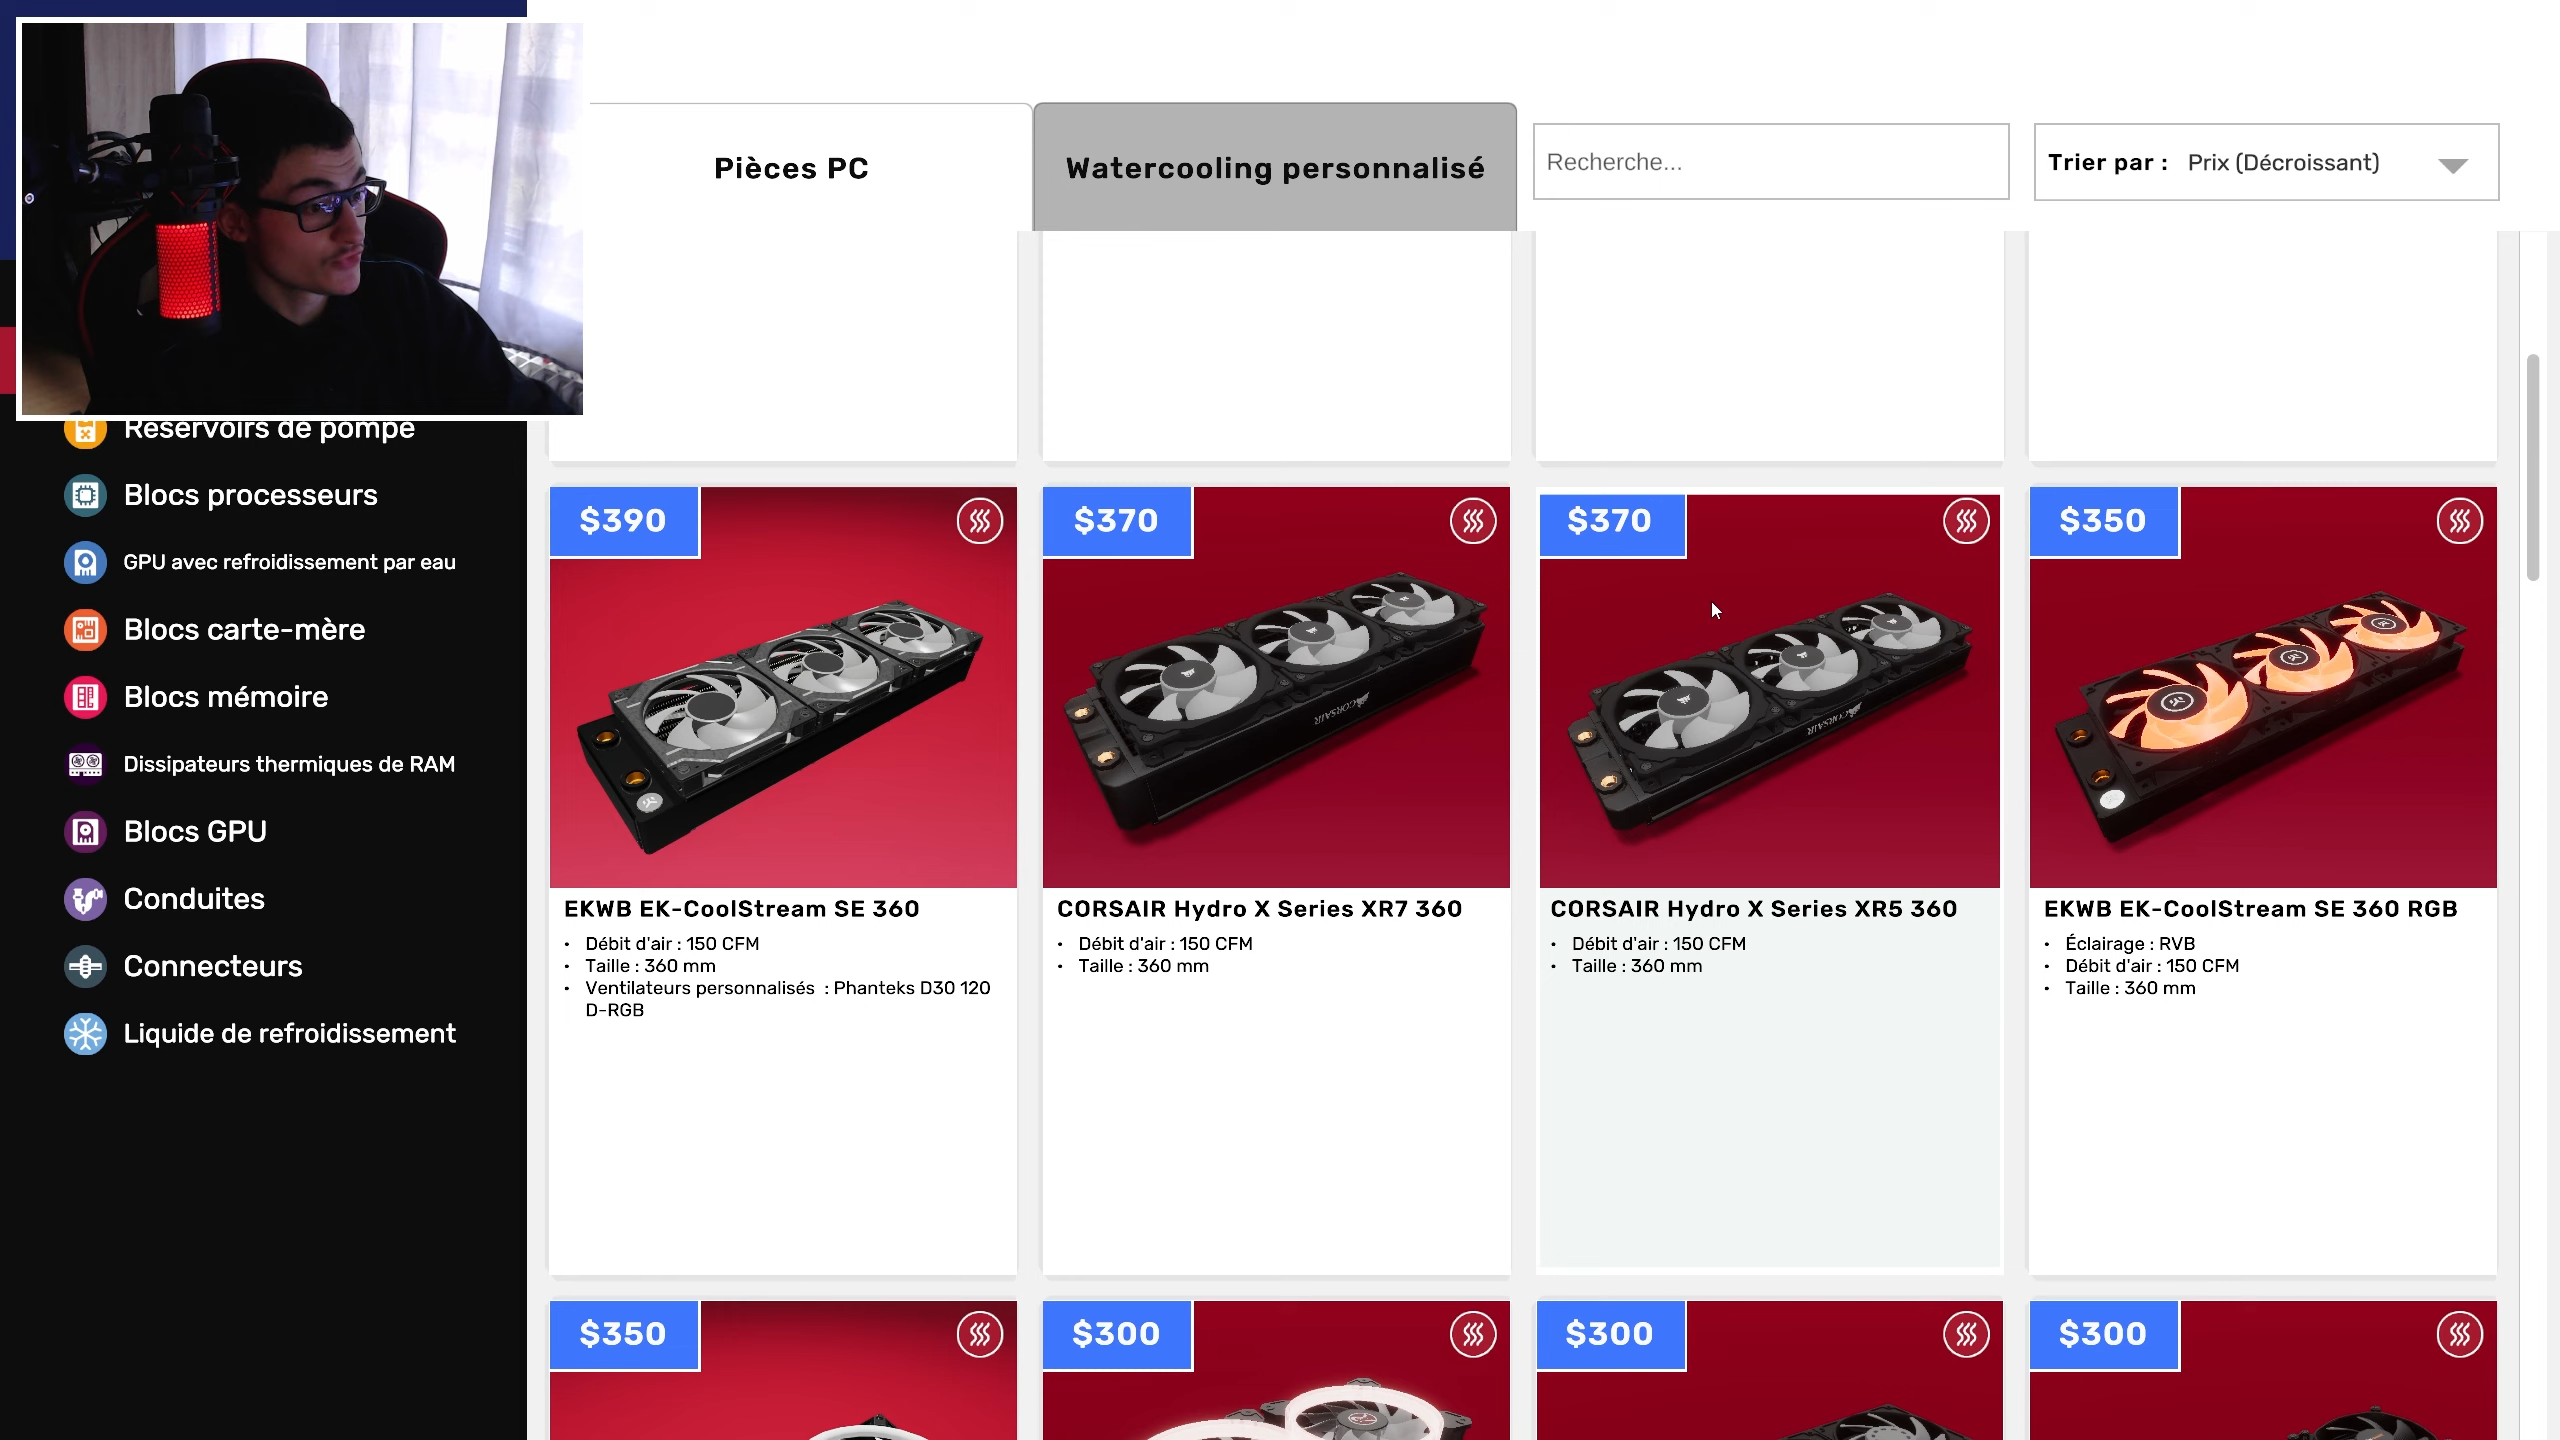 Pièces PC
Watercooling personnalisé
Recherche...
Trier par : Prix (Décroissant)
Réservoirs de pompe
Blocs processeurs
GPU avec refroidissement par eau
Blocs carte-mère
Blocs mémoire
Dissipateurs thermiques de RAM
Blocs GPU
Conduites
Connecteurs
Liquide de refroidissement
$390
EKWB EK-CoolStream SE 360
• Débit d'air : 150 CFM
• Taille : 360 mm
• Ventilateurs personnalisés : Phanteks D30 120
D-RGB
$370
CORSAIR
CORSAIR Hydro X Series XR7 360
• Débit d'air : 150 CFM
• Taille : 360 mm
$370
CORSAIR
CORSAIR Hydro X Series XR5 360
• Débit d'air : 150 CFM
• Taille : 360 mm
$350
EKWB EK-CoolStream SE 360 RGB
• Éclairage : RVB
• Débit d'air : 150 CFM
• Taille : 360 mm
$350
$300
$300
$300